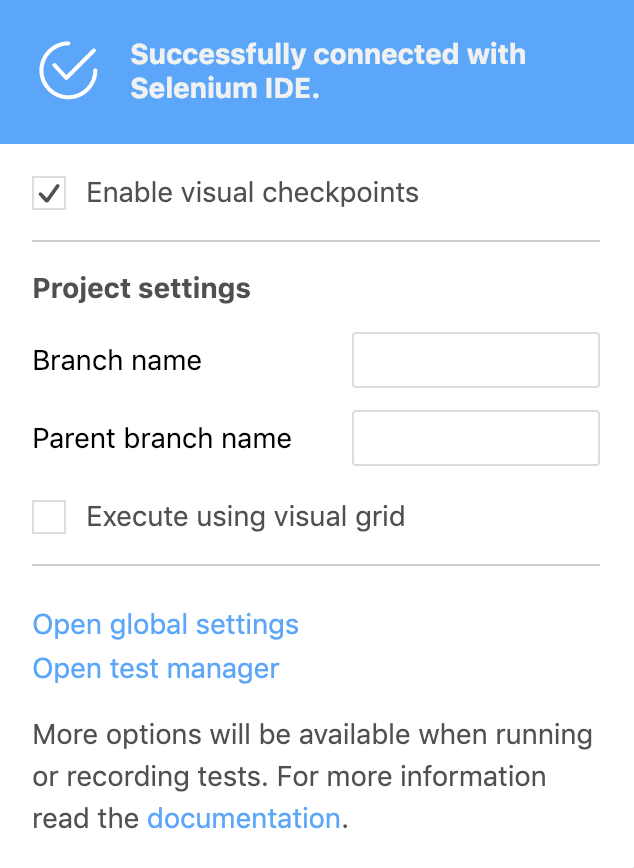 Successfully connected with
Selenium IDE.
Enable visual checkpoints
Project settings
Branch name
Parent branch name
Execute using visual grid
Open global settings
Open test manager
More options will be available when running
or recording tests. For more information
read the documentation.